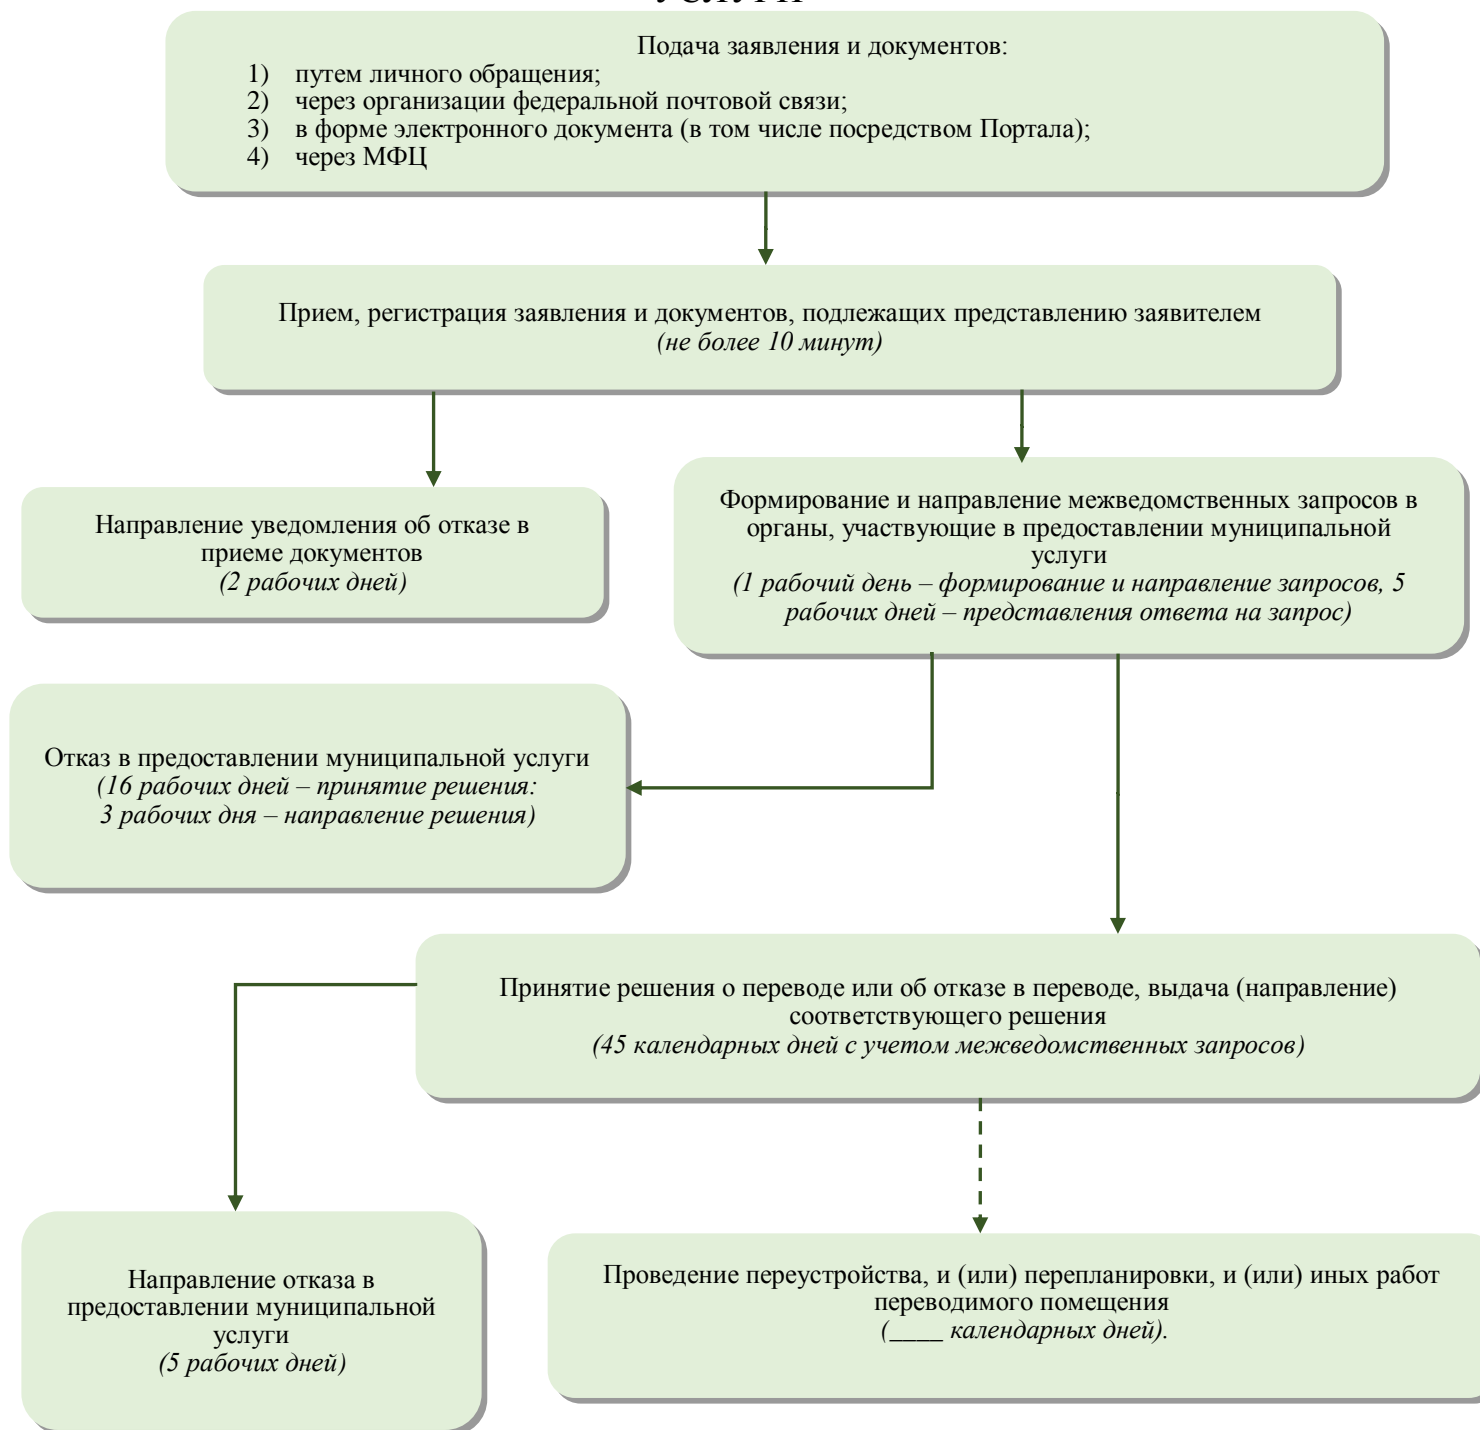 УСЛУГИ
Подача заявления и документов:
1) путем личного обращения;
2) через организации федеральной почтовой связи;
3) в форме электронного документа (в том числе посредством Портала);
4) через МФЦ
Прием, регистрация заявления и документов, подлежащих представлению заявителем
(не более 10 минут)
Направление уведомления об отказе в
приеме документов
(2 рабочих дней)
Формирование и направление межведомственных запросов в
органы, участвующие в предоставлении муниципальной
услуги
(1 рабочий день – формирование и направление запросов, 5
рабочих дней – представления ответа на запрос)
Отказ в предоставлении муниципальной услуги
(16 рабочих дней – принятие решения:
3 рабочих дня – направление решения)
Принятие решения о переводе или об отказе в переводе, выдача (направление)
соответствующего решения
(45 календарных дней с учетом межведомственных запросов)
Направление отказа в
предоставлении муниципальной
услуги
(5 рабочих дней)
Проведение переустройства, и (или) перепланировки, и (или) иных работ
переводимого помещения
(____ календарных дней).